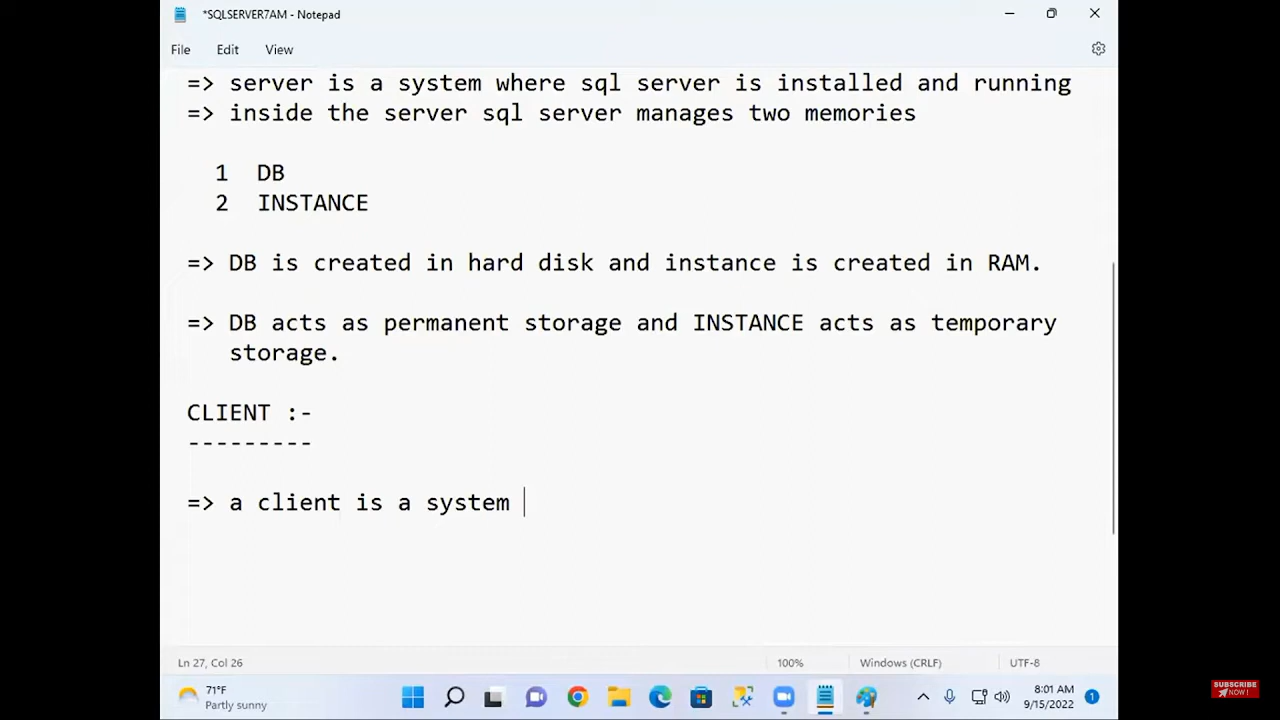 *SQLSERVER7AM - Notepad
File Edit View
=> server is a system where sql server is installed and running
=> inside the server sql server manages two memories
1 DB
2 INSTANCE
=> DB is created in hard disk and instance is created in RAM.
=> DB acts as permanent storage and INSTANCE acts as temporary
storage.
CLIENT :-
---------
=> a client is a system
Ln 27, Col 26 100% Windows (CRLF) UTF-8
71°F
Partly sunny
8:01 AM
9/15/2022
1
SUBSCRIBE
NOW!